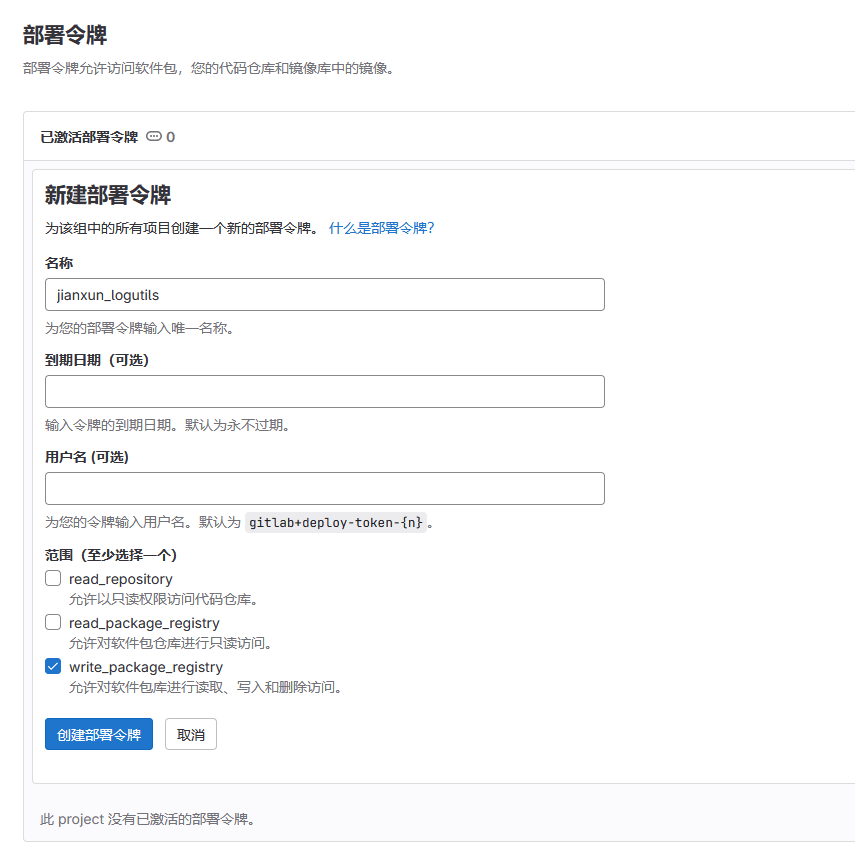 部署令牌
部署令牌允许访问软件包，您的代码仓库和镜像库中的镜像。
已激活部署令牌 0
新建部署令牌
为该组中的所有项目创建一个新的部署令牌。 什么是部署令牌?
名称
jianxun_logutils
为您的部署令牌输入唯一名称。
到期日期（可选）
输入令牌的到期日期。默认为永不过期。
用户名 (可选)
为您的令牌输入用户名。默认为 gitlab+deploy-token-{n} 。
范围（至少选择一个）
read_repository
允许以只读权限访问代码仓库。
read_package_registry
允许对软件包仓库进行只读访问。
write_package_registry
允许对软件包库进行读取、写入和删除访问。
创建部署令牌 取消
此 project 没有已激活的部署令牌。